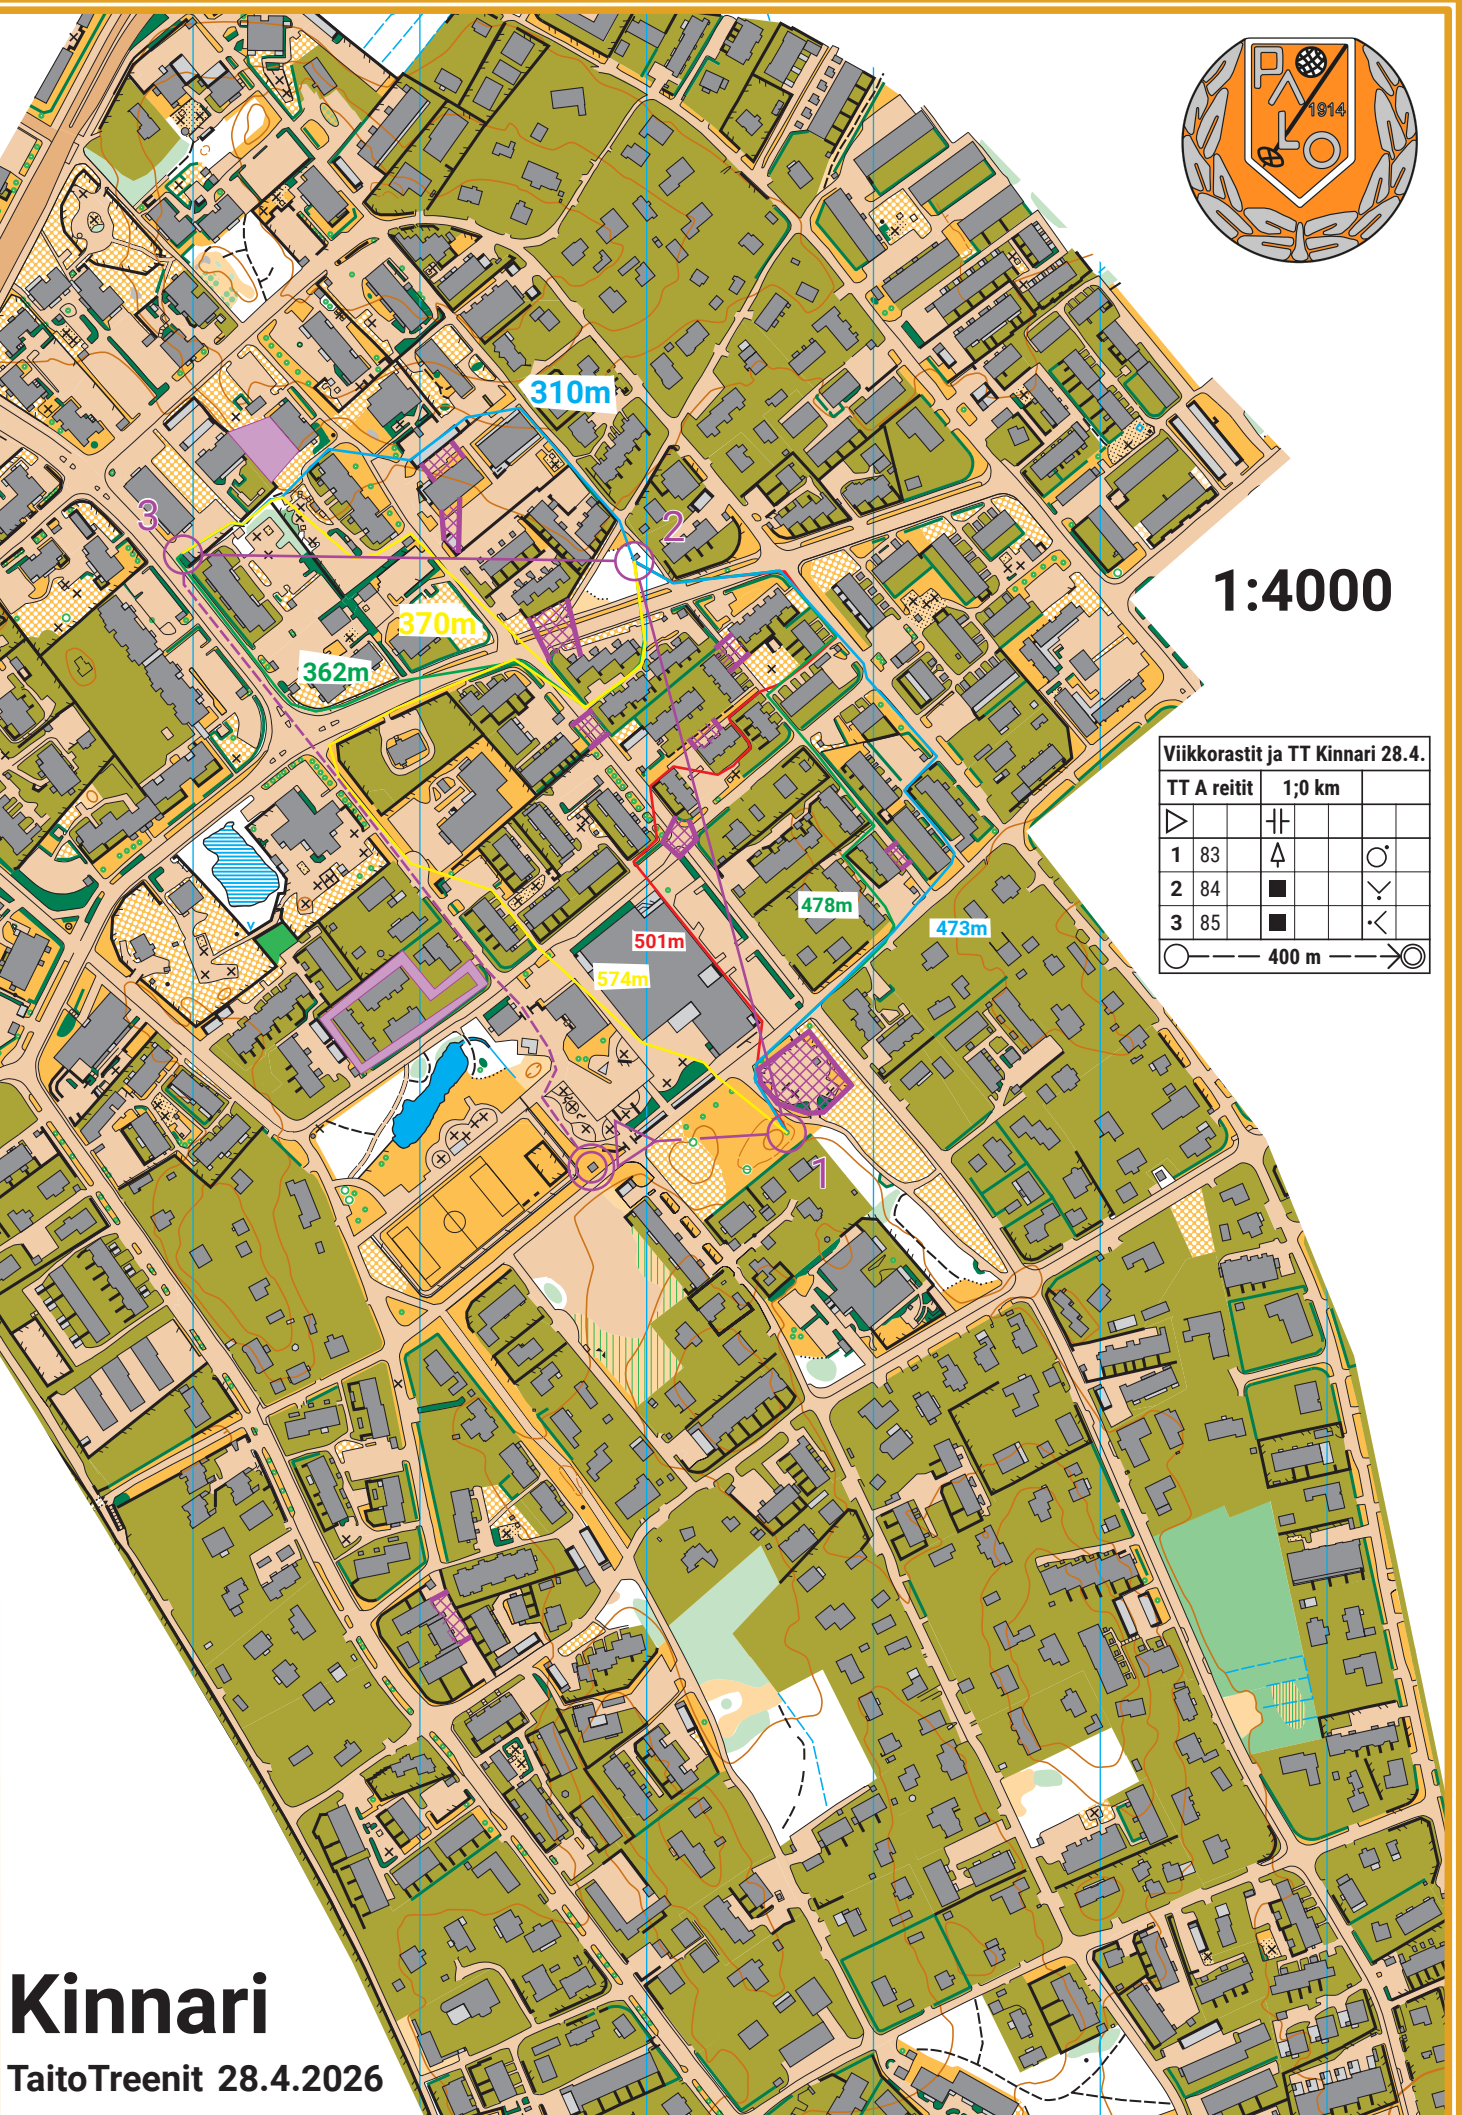 P
A
1914
L
O
310m
3
2
1:4000
370m
362m
Viikkorastit ja TT Kinnari 28.4.
TT A reitit 1;0 km
1 83
2 84
3 85
400 m
478m
473m
501m
574m
1
Kinnari
TaitoTreenit 28.4.2026